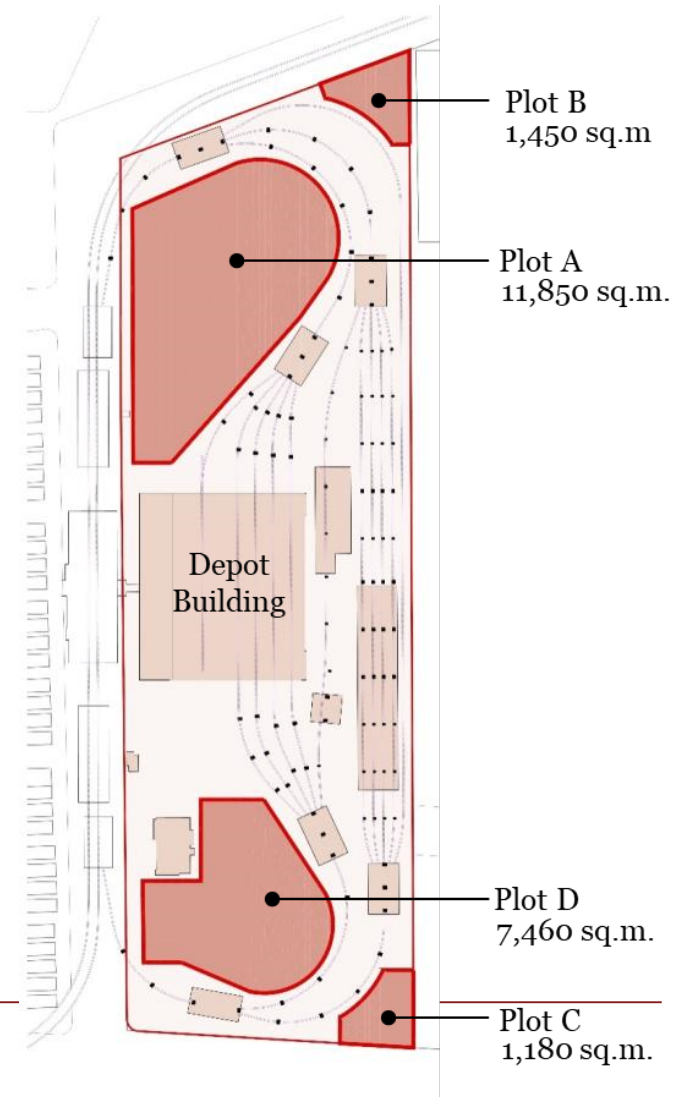 Plot B
1,450 sq.m
Plot A
11,850 sq.m.
Depot
Building
Plot D
7,460 sq.m.
Plot C
1,180 sq.m.